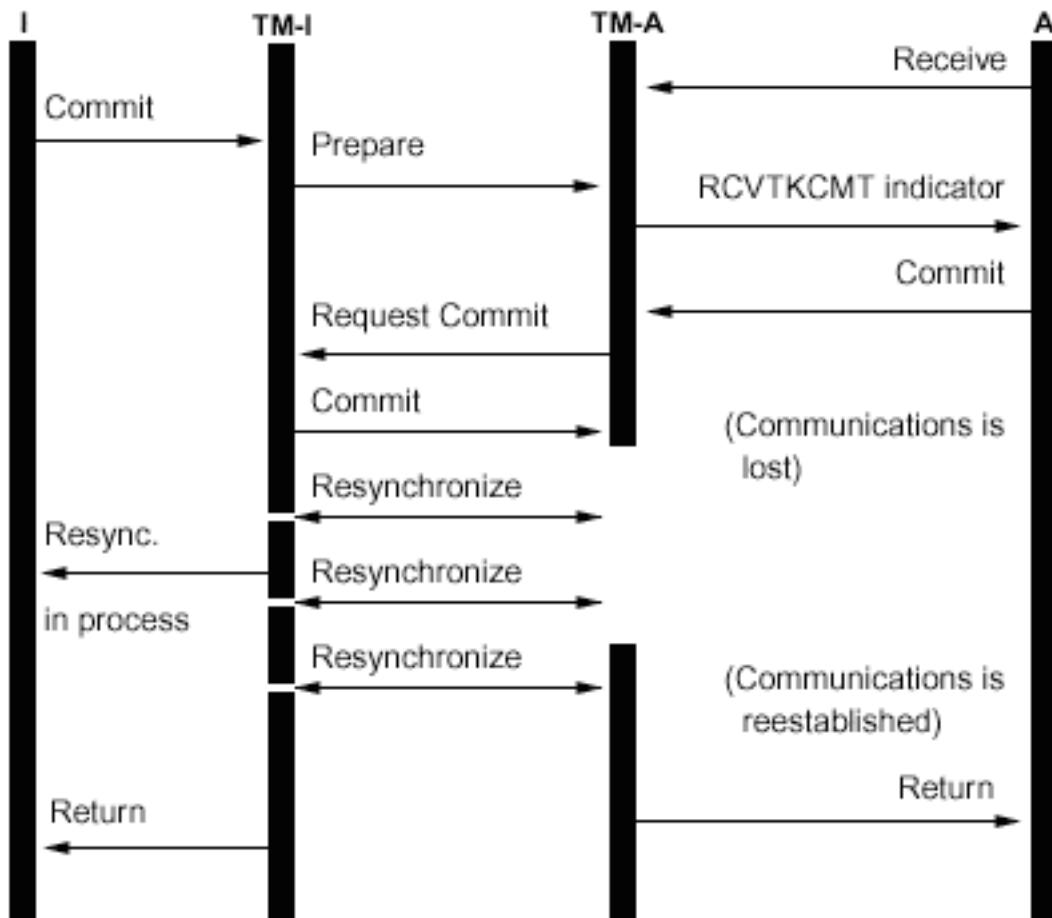 I
TM-I
TM-A
A
Receive
Commit
Prepare
RCVTKCMT indicator
Commit
Request Commit
Commit
(Communications is
lost)
Resynchronize
Resync.
Resynchronize
in process
Resynchronize
(Communications is
reestablished)
Return
Return